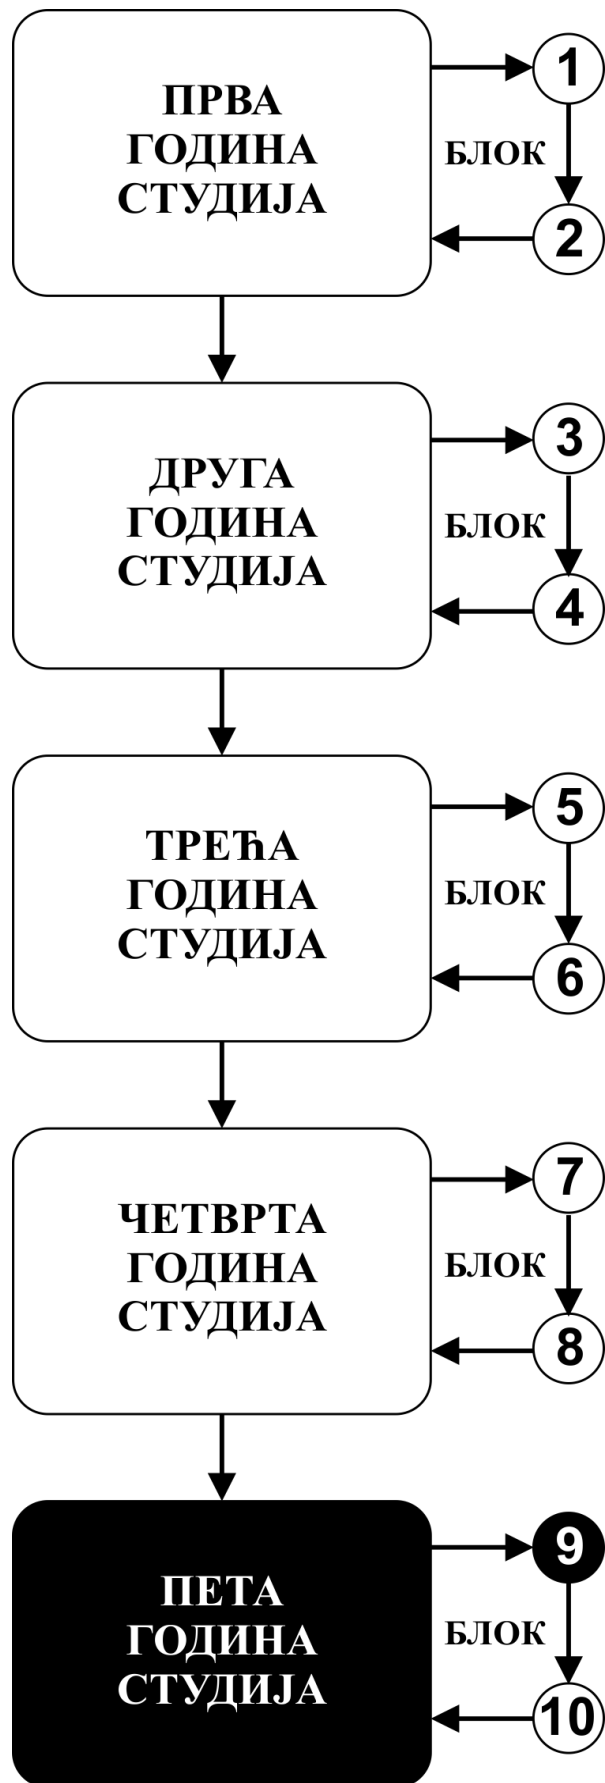 ПРВА
ГОДИНА
СТУДИЈА
1
БЛОК
2
ДРУГА
ГОДИНА
СТУДИЈА
3
БЛОК
4
ТРЕЋА
ГОДИНА
СТУДИЈА
5
БЛОК
6
ЧЕТВРТА
ГОДИНА
СТУДИЈА
7
БЛОК
8
ПЕТА
ГОДИНА
СТУДИЈА
9
БЛОК
10